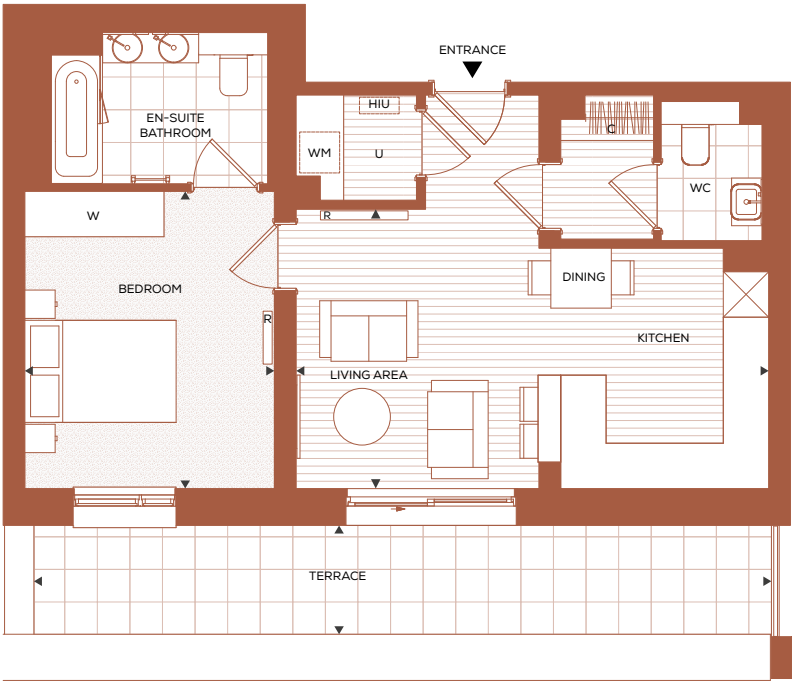 ENTRANCE
HIU
EN-SUITE
BATHROOM
WM
U
C
WC
W
R
DINING
BEDROOM
R
KITCHEN
LIVING AREA
TERRACE